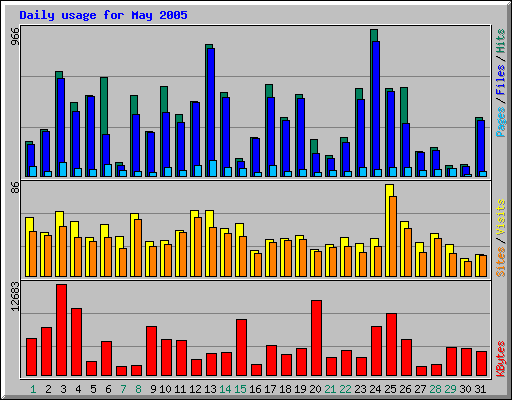 Daily usage for May 2005
966
Pages / Files / Hits
86
Sites / Visits
12683
KBytes
1 2 3 4 5 6 7 8 9 10 11 12 13 14 15 16 17 18 19 20 21 22 23 24 25 26 27 28 29 30 31